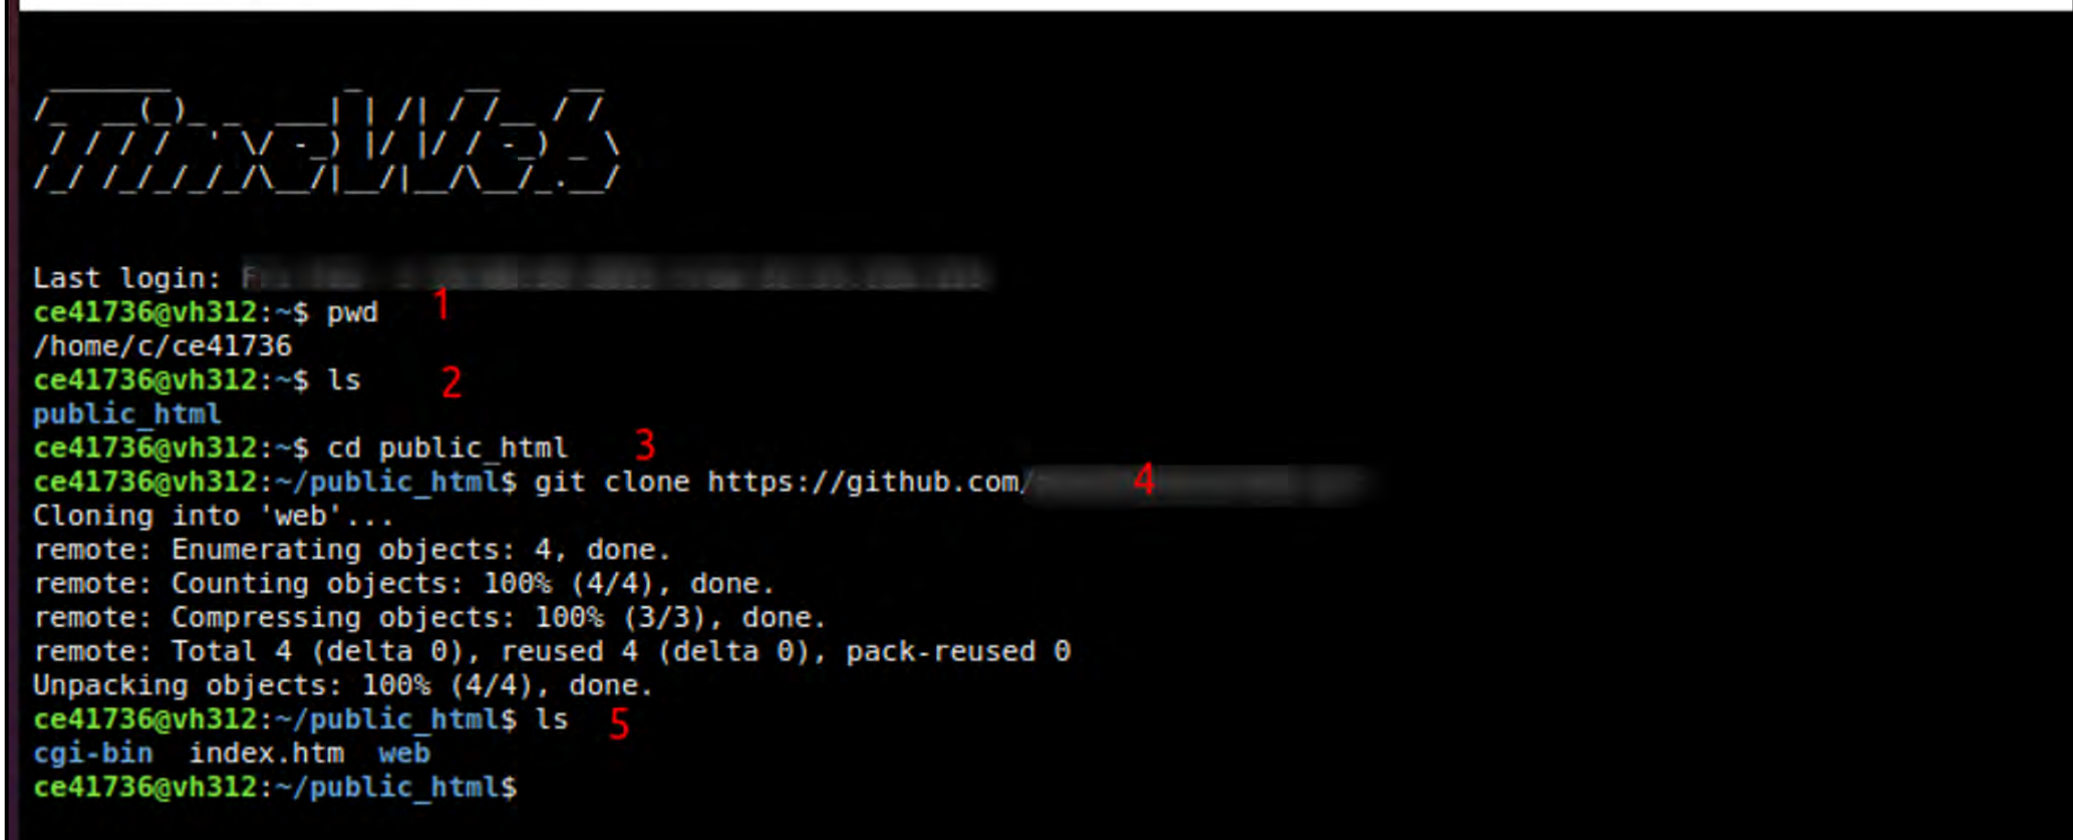 TimeWeb
Last login:
ce41736@vh312:~$ pwd 1
/home/c/ce41736
ce41736@vh312:~$ ls 2
public_html
ce41736@vh312:~$ cd public_html 3
ce41736@vh312:~/public_html$ git clone https://github.com/ 4
Cloning into 'web'...
remote: Enumerating objects: 4, done.
remote: Counting objects: 100% (4/4), done.
remote: Compressing objects: 100% (3/3), done.
remote: Total 4 (delta 0), reused 4 (delta 0), pack-reused 0
Unpacking objects: 100% (4/4), done.
ce41736@vh312:~/public_html$ ls 5
cgi-bin index.htm web
ce41736@vh312:~/public_html$